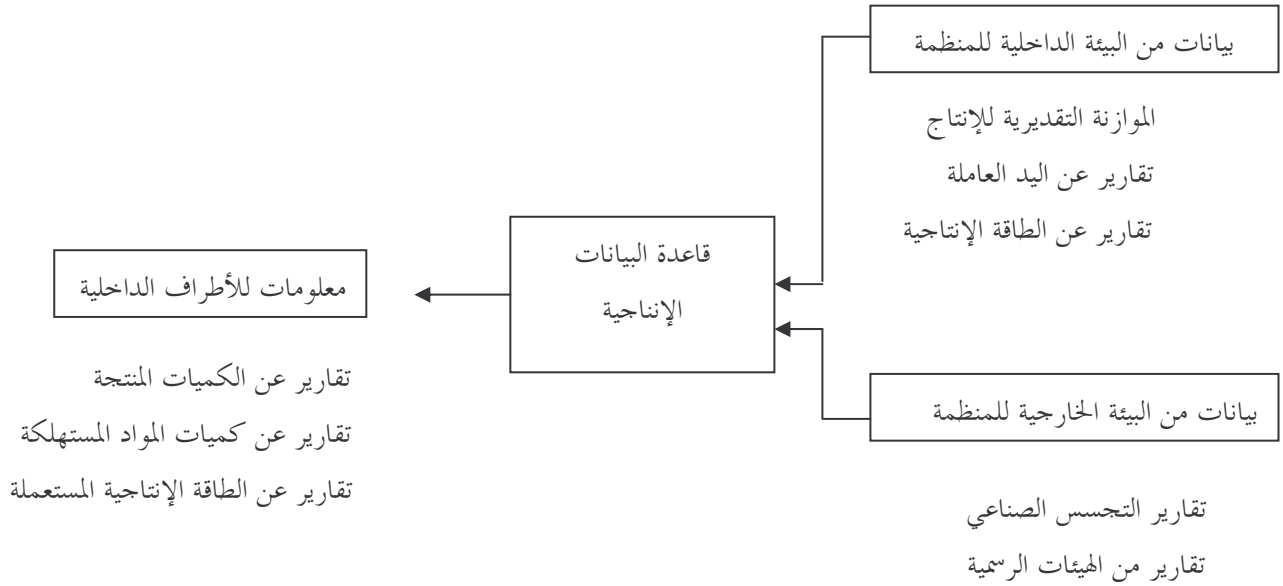 بيانات من البيئة الداخلية للمنظمة
الموازنة التقديرية للإنتاج
تقارير عن اليد العاملة
تقارير عن الطاقة الإنتاجية
قاعدة البيانات
الإنناجية
معلومات للأطراف الداخلية
تقارير عن الكميات المنتجة
تقارير عن كميات المواد المستهلكة
تقارير عن الطاقة الإنتاجية المستعملة
بيانات من البيئة الخارجية للمنظمة
تقارير التجسس الصناعي
تقارير من الهيئات الرسمية